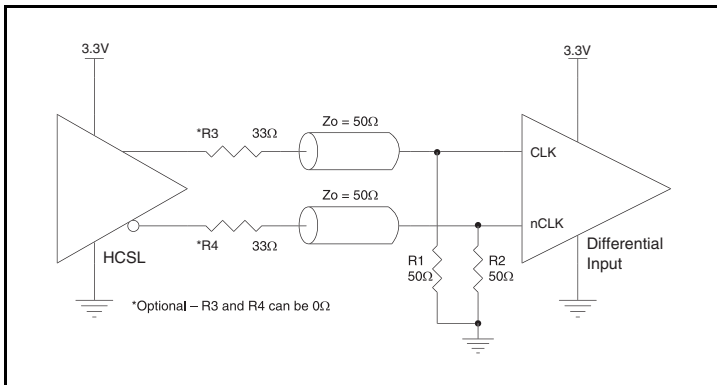 3.3V
3.3V
*R3
33Ω
Zo = 50Ω
CLK
Zo = 50Ω
nCLK
HCSL
*R4
33Ω
R1
50Ω
R2
50Ω
Differential
Input
*Optional – R3 and R4 can be 0Ω